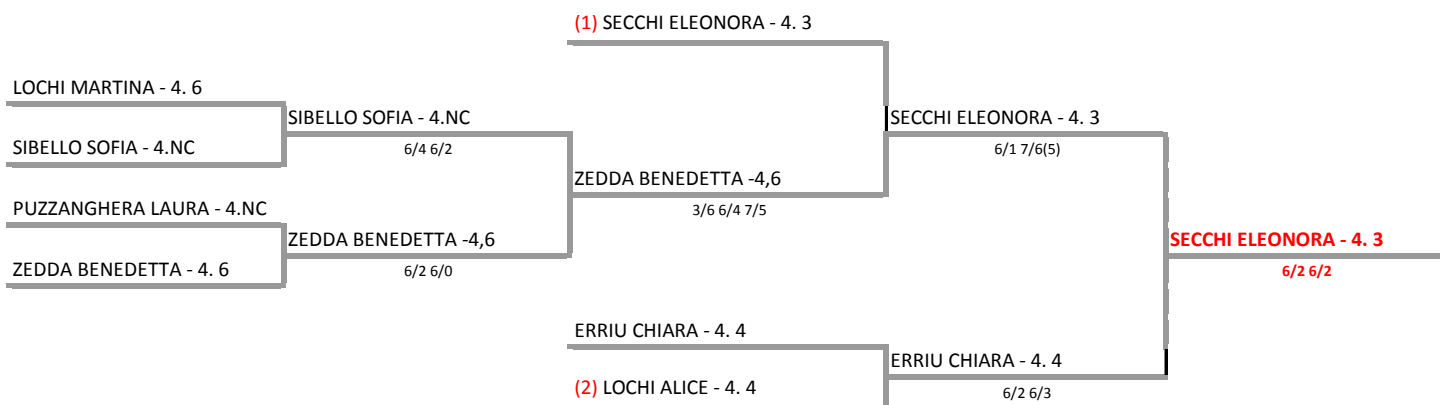 (1) SECCHI ELEONORA - 4. 3
LOCHI MARTINA - 4. 6
SIBELLO SOFIA - 4.NC
SECCHI ELEONORA - 4. 3
SIBELLO SOFIA - 4.NC
6/4 6/2
6/1 7/6(5)
ZEDDA BENEDETTA -4,6
PUZZANGHERA LAURA - 4.NC
3/6 6/4 7/5
ZEDDA BENEDETTA -4,6
SECCHI ELEONORA - 4. 3
ZEDDA BENEDETTA - 4. 6
6/2 6/0
6/2 6/2
ERRIU CHIARA - 4. 4
ERRIU CHIARA - 4. 4
(2) LOCHI ALICE - 4. 4
6/2 6/3